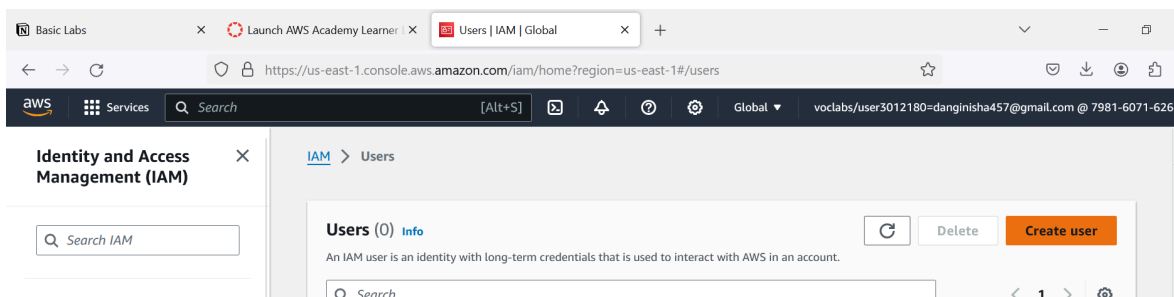 Basic Labs
Launch AWS Academy Learner L
Users | IAM | Global
https://us-east-1.console.aws.amazon.com/iam/home?region=us-east-1#/users
aws Services Search [Alt+S] Global voclabs/user3012180=danginisha457@gmail.com @ 7981-6071-626
Identity and Access
Management (IAM)
Search IAM
IAM > Users
Users (0) Info
Delete
Create user
An IAM user is an identity with long-term credentials that is used to interact with AWS in an account.
Search
1